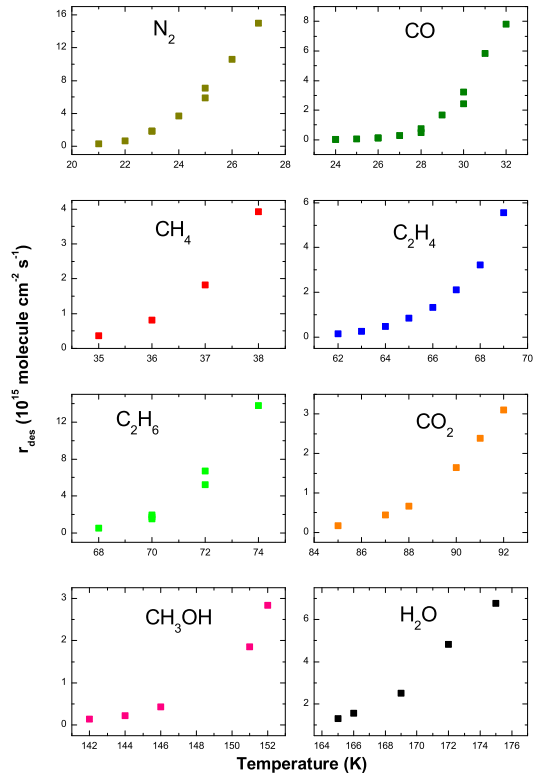 N2 CO
16
12
8
4
0
20 22 24 26 28
8
6
4
2
0
24 26 28 30 32
CH4 C2H4
4
3
2
1
0
35 36 37 38
6
4
2
0
62 64 66 68 70
C2H6 CO2
12
8
4
0
68 70 72 74
3
2
1
0
84 86 88 90 92
CH3OH H2O
3
2
1
0
142 144 146 148 150 152
6
4
2
164 166 168 170 172 174 176
rdes (10^15 molecule cm^-2 s^-1)
Temperature (K)